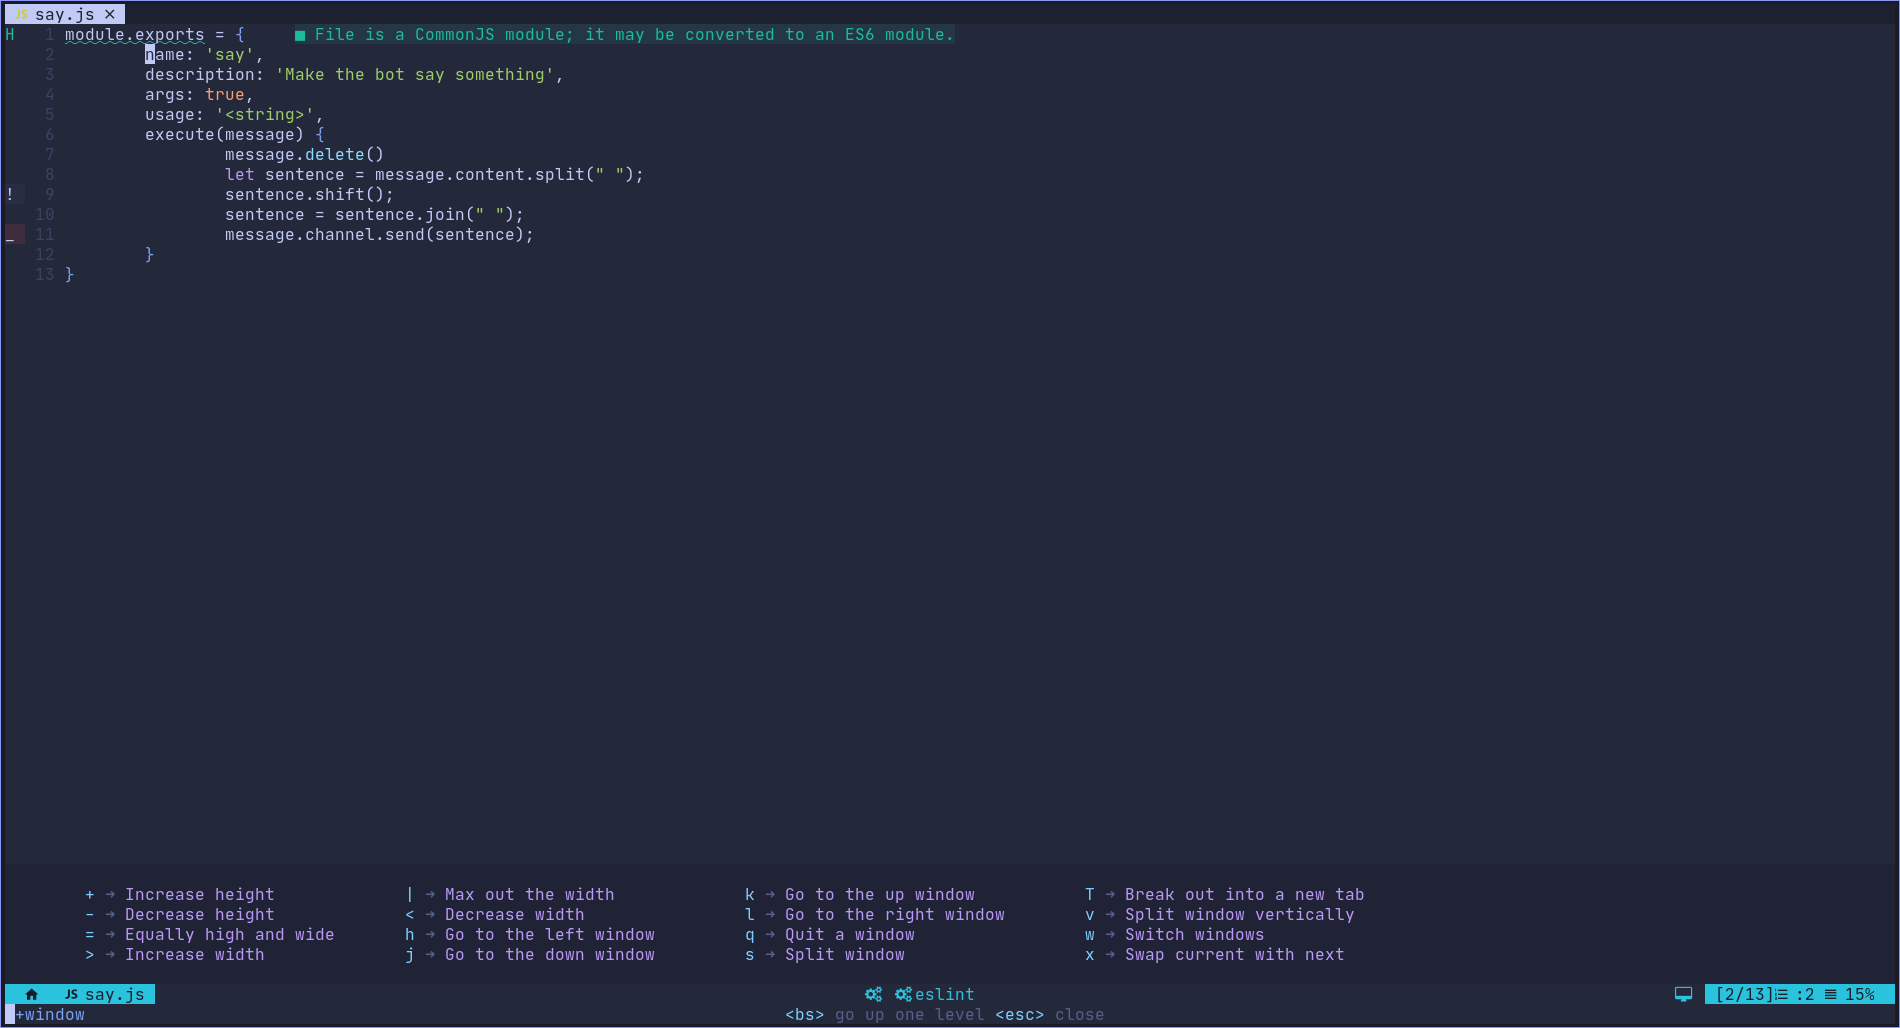 JS say.js ×
H 1 module.exports = { ■ File is a CommonJS module; it may be converted to an ES6 module.
2 name: 'say',
3 description: 'Make the bot say something',
4 args: true,
5 usage: '<string>',
6 execute(message) {
7 message.delete()
8 let sentence = message.content.split(" ");
! 9 sentence.shift();
10 sentence = sentence.join(" ");
_ 11 message.channel.send(sentence);
12 }
13 }
+ → Increase height | → Max out the width k → Go to the up window T → Break out into a new tab
- → Decrease height < → Decrease width l → Go to the right window v → Split window vertically
= → Equally high and wide h → Go to the left window q → Quit a window w → Switch windows
> → Increase width j → Go to the down window s → Split window x → Swap current with next
JS say.js eslint [2/13] :2 15%
+window <bs> go up one level <esc> close